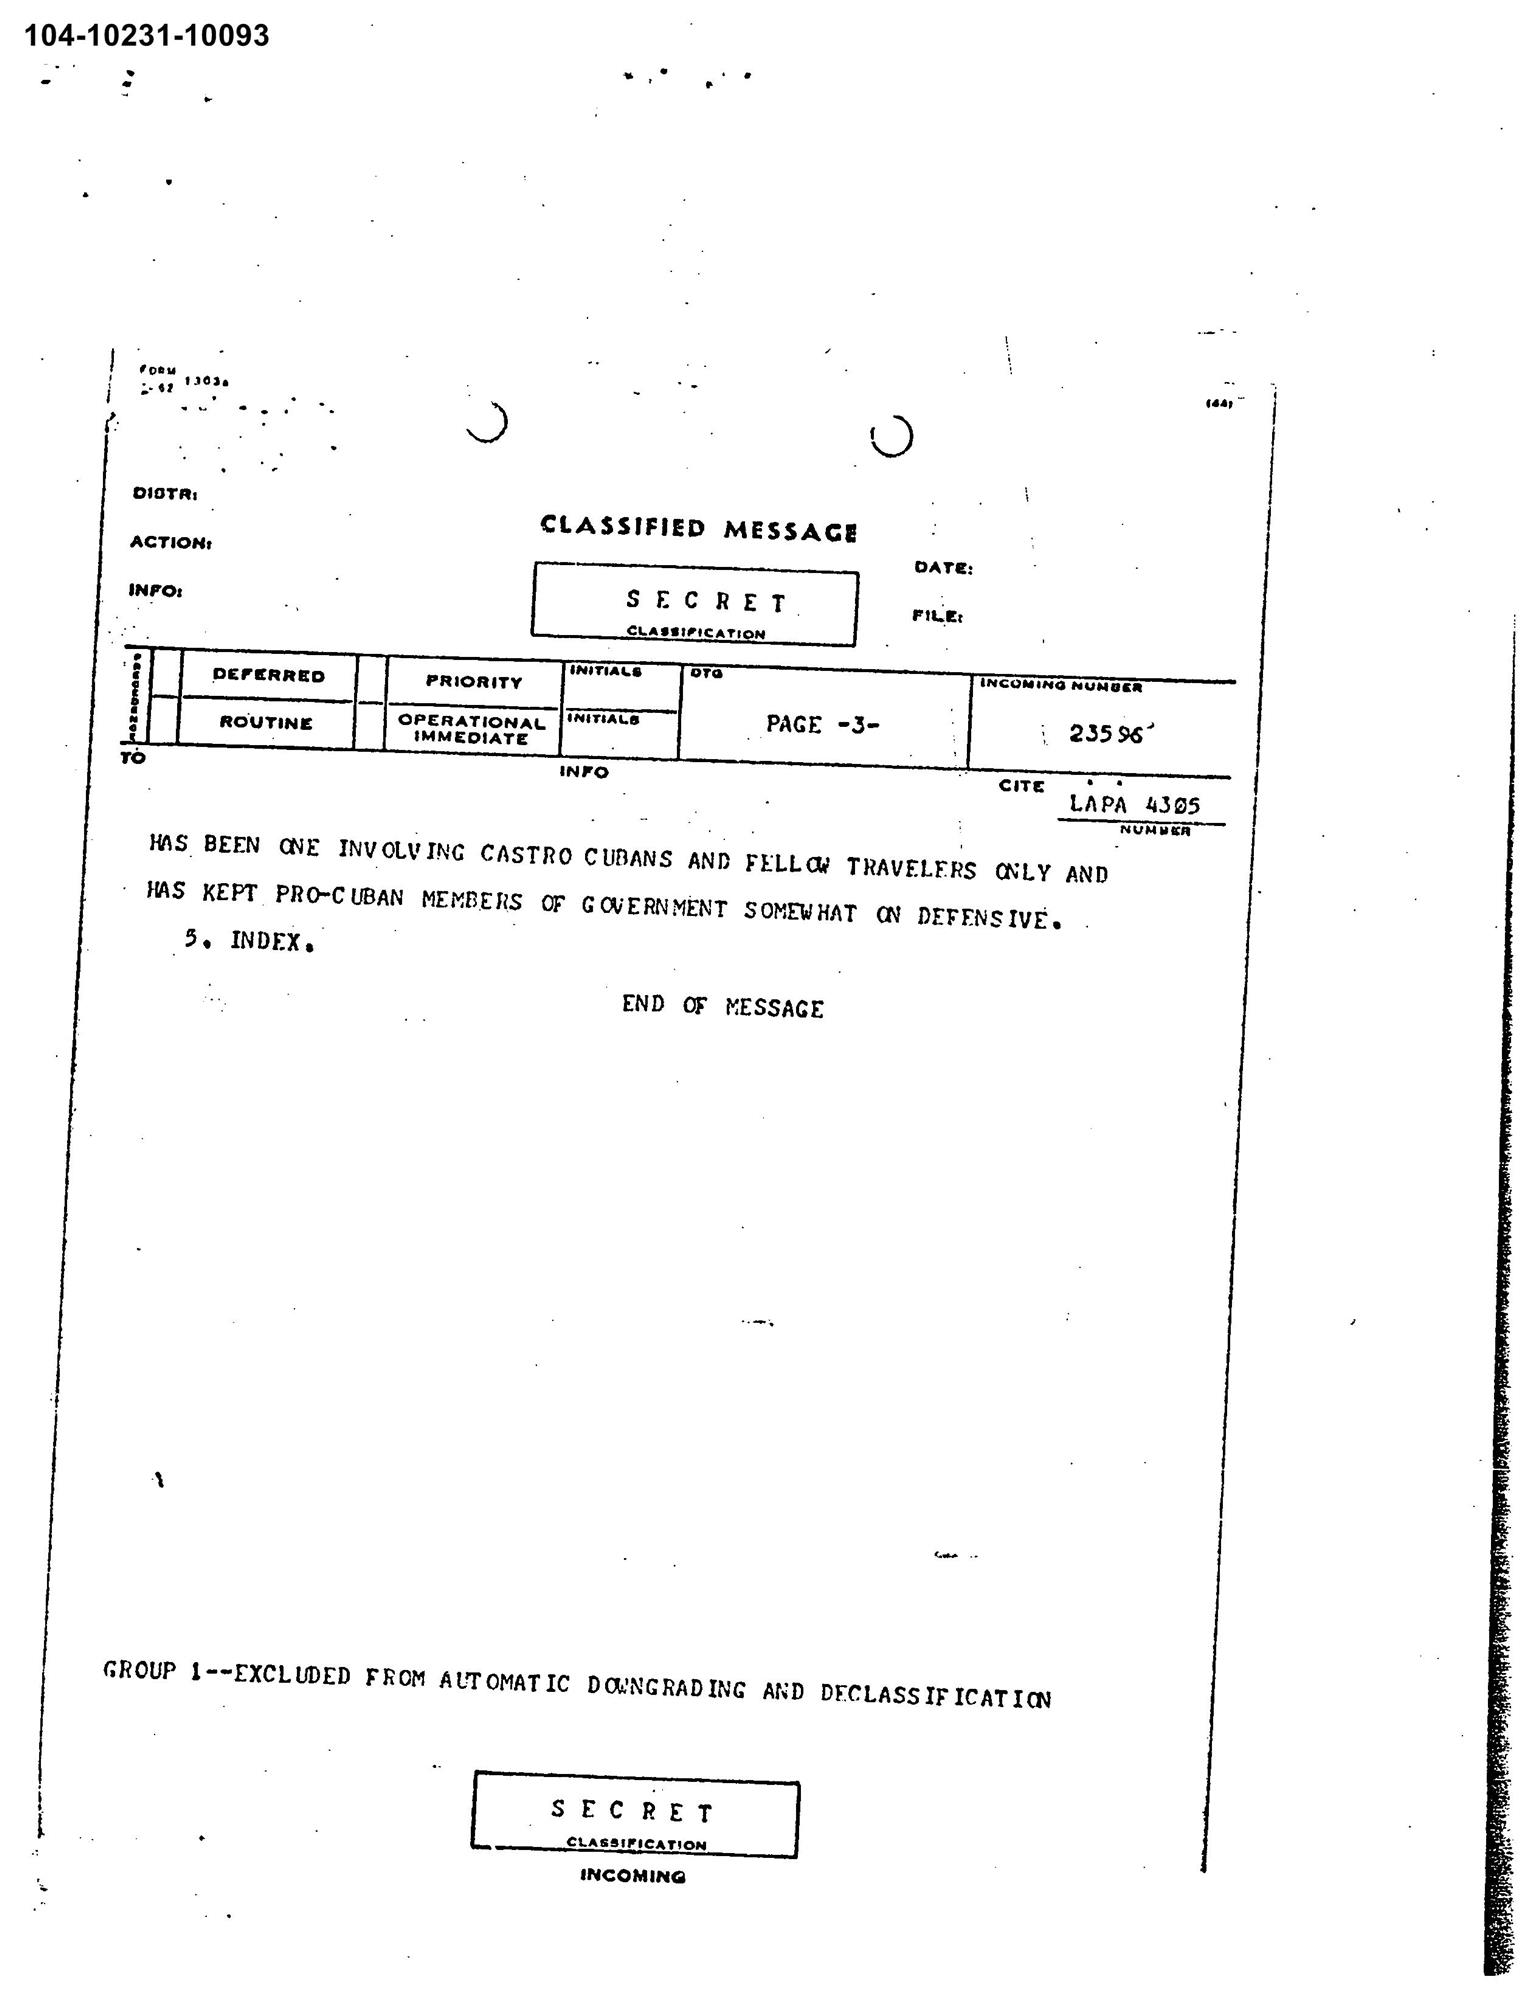 104-10231-10093
FORM 1303a
2-62
(44)
DISTR:
ACTION:
INFO:
CLASSIFIED MESSAGE
SECRET
CLASSIFICATION
DATE:
FILE:
PRECEDENCE
DEFERRED
PRIORITY
INITIALS
DTG
INCOMING NUMBER
ROUTINE
OPERATIONAL IMMEDIATE
INITIALS
PAGE -3-
23596
TO
INFO
CITE
LAPA 4305
NUMBER
HAS BEEN ONE INVOLVING CASTRO CUBANS AND FELLOW TRAVELERS ONLY AND
HAS KEPT PRO-CUBAN MEMBERS OF GOVERNMENT SOMEWHAT ON DEFENSIVE.
5. INDEX.
END OF MESSAGE
GROUP 1--EXCLUDED FROM AUTOMATIC DOWNGRADING AND DECLASSIFICATION
SECRET
CLASSIFICATION
INCOMING